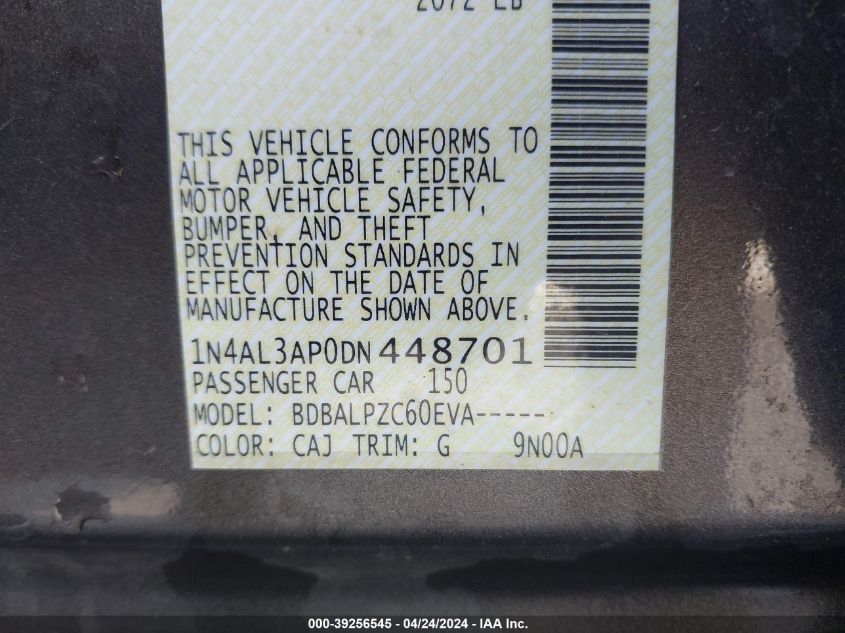 THIS VEHICLE CONFORMS TO
ALL APPLICABLE FEDERAL
MOTOR VEHICLE SAFETY,
BUMPER, AND THEFT
PREVENTION STANDARDS IN
EFFECT ON THE DATE OF
MANUFACTURE SHOWN ABOVE.
1N4AL3AP0DN448701
PASSENGER CAR 150
MODEL: BDBALPZC60EVA-----
COLOR: CAJ TRIM: G 9N00A
000-39256545 - 04/24/2024 - IAA Inc.